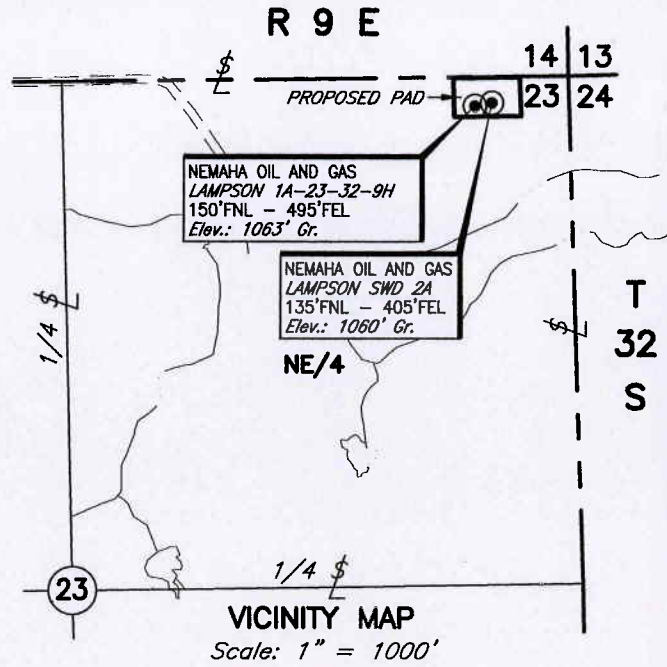 R 9 E
14 13
PROPOSED PAD
23 24
NEMAHA OIL AND GAS
LAMPSON 1A-23-32-9H
150'FNL - 495'FEL
Elev.: 1063' Gr.
NEMAHA OIL AND GAS
LAMPSON SWD 2A
135'FNL - 405'FEL
Elev.: 1060' Gr.
T
32
S
1/4
NE/4
23
1/4
VICINITY MAP
Scale: 1" = 1000'